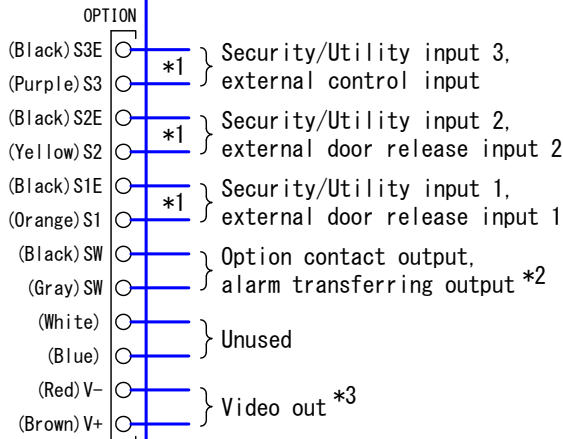 OPTION
(Black) S3E
(Purple) S3
*1
Security/Utility input 3,
external control input
(Black) S2E
(Yellow) S2
*1
Security/Utility input 2,
external door release input 2
(Black) S1E
(Orange) S1
*1
Security/Utility input 1,
external door release input 1
(Black) SW
(Gray) SW
Option contact output,
alarm transferring output *2
(White)
(Blue)
Unused
(Red) V-
(Brown) V+
Video out *3